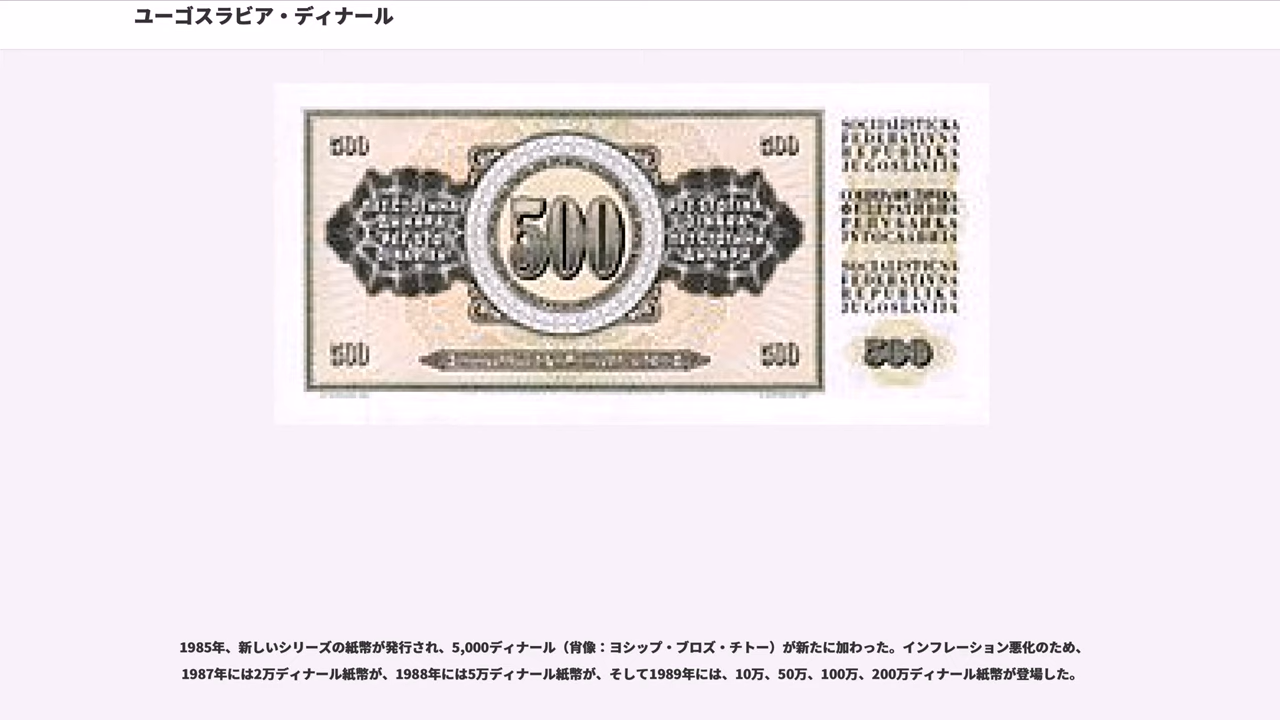 ユーゴスラビア・ディナール
500
500
500
500
500
SOCIJALISTIČKA
FEDERATIVNA
REPUBLIKA
JUGOSLAVIJA
SOCIJALISTIČNA
FEDERATIVNA
REPUBLIKA
JUGOSLAVIJA
500
1985年、新しいシリーズの紙幣が発行され、5,000ディナール（肖像：ヨシップ・ブロズ・チトー）が新たに加わった。インフレーション悪化のため、
1987年には2万ディナール紙幣が、1988年には5万ディナール紙幣が、そして1989年には、10万、50万、100万、200万ディナール紙幣が登場した。